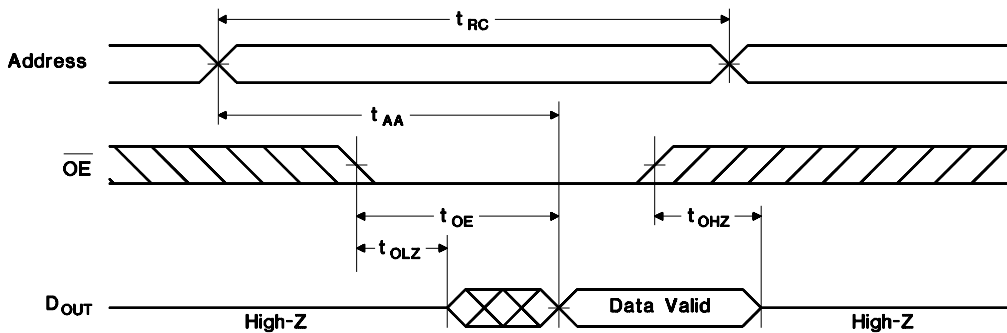 tRC
Address
tAA
OE
tOE
tOHZ
tOLZ
DOUT
Data Valid
High-Z
High-Z